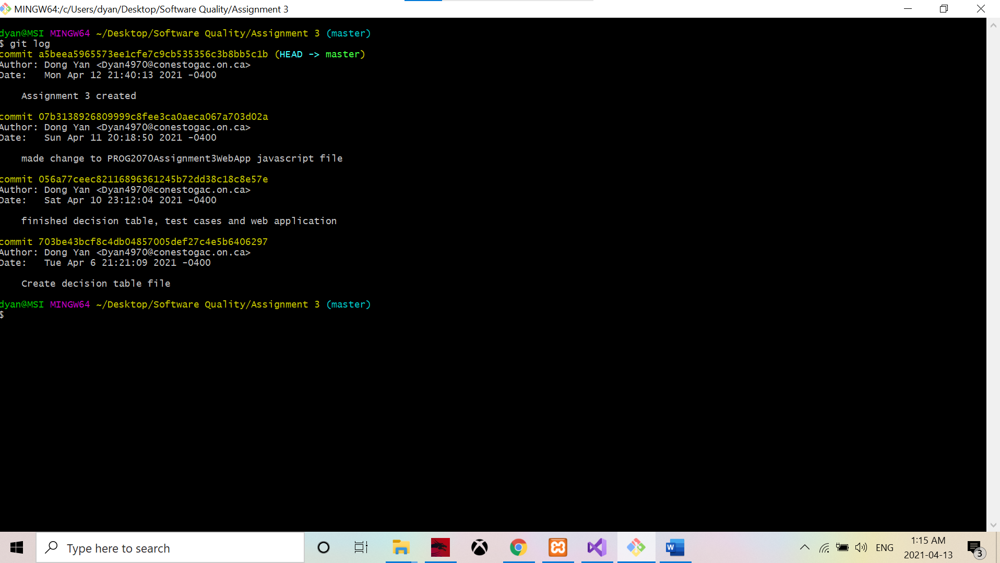 MINGW64:/c/Users/dyan/Desktop/Software Quality/Assignment 3
dyan@MSI MINGW64 ~/Desktop/Software Quality/Assignment 3 (master)
$ git log
commit a5beea5965573ee1cfe7c9cb535356c3b8bb5c1b (HEAD -> master)
Author: Dong Yan <Dyan4970@conestogac.on.ca>
Date:   Mon Apr 12 21:40:13 2021 -0400
Assignment 3 created
commit 07b3138926809999c8fee3ca0aeca067a703d02a
Author: Dong Yan <Dyan4970@conestogac.on.ca>
Date:   Sun Apr 11 20:18:50 2021 -0400
made change to PROG2070Assignment3WebApp javascript file
commit 056a77ceec82116896361245b72dd38c18c8e57e
Author: Dong Yan <Dyan4970@conestogac.on.ca>
Date:   Sat Apr 10 23:12:04 2021 -0400
finished decision table, test cases and web application
commit 703be43bcf8c4db04857005def27c4e5b6406297
Author: Dong Yan <Dyan4970@conestogac.on.ca>
Date:   Tue Apr 6 21:21:09 2021 -0400
Create decision table file
dyan@MSI MINGW64 ~/Desktop/Software Quality/Assignment 3 (master)
$
Type here to search
W
ENG
1:15 AM
2021-04-13
3